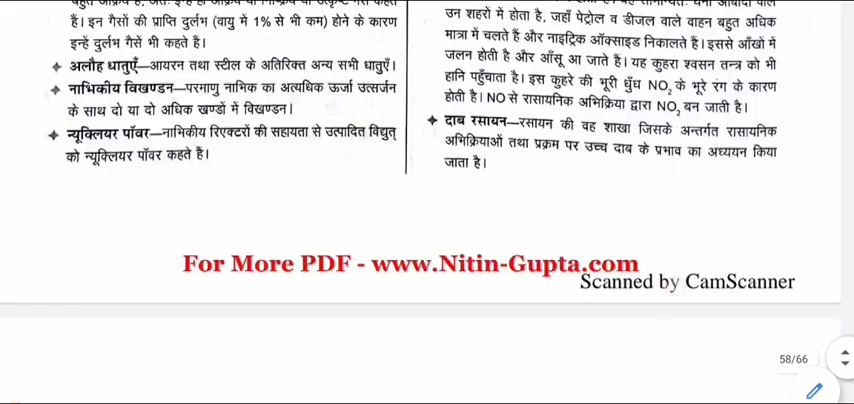 है। इन गैसों की प्राप्ति दुर्लभ (वायु में 1% से भी कम) होने के कारण
इन्हें दुर्लभ गैसें भी कहते हैं।
✦ अलौह धातुएँ—आयरन तथा स्टील के अतिरिक्त अन्य सभी धातुएँ।
✦ नाभिकीय विखण्डन—परमाणु नाभिक का अत्यधिक ऊर्जा उत्सर्जन
के साथ दो या दो अधिक खण्डों में विखण्डन।
✦ न्यूक्लियर पॉवर—नाभिकीय रिएक्टरों की सहायता से उत्पादित विद्युत्
को न्यूक्लियर पॉवर कहते हैं।
उन शहरों में होता है, जहाँ पेट्रोल व डीजल वाले वाहन बहुत अधिक
मात्रा में चलते हैं और नाइट्रिक ऑक्साइड निकालते हैं। इससे आँखों में
जलन होती है और आँसू आ जाते हैं। यह कुहरा श्वसन तन्त्र को भी
हानि पहुँचाता है। इस कुहरे की भूरी धुँध NO₂ के भूरे रंग के कारण
होती है। NO से रासायनिक अभिक्रिया द्वारा NO₂ बन जाती है।
✦ दाब रसायन—रसायन की वह शाखा जिसके अन्तर्गत रासायनिक
अभिक्रियाओं तथा प्रक्रम पर उच्च दाब के प्रभाव का अध्ययन किया
जाता है।
For More PDF - www.Nitin-Gupta.com
Scanned by CamScanner
58/66